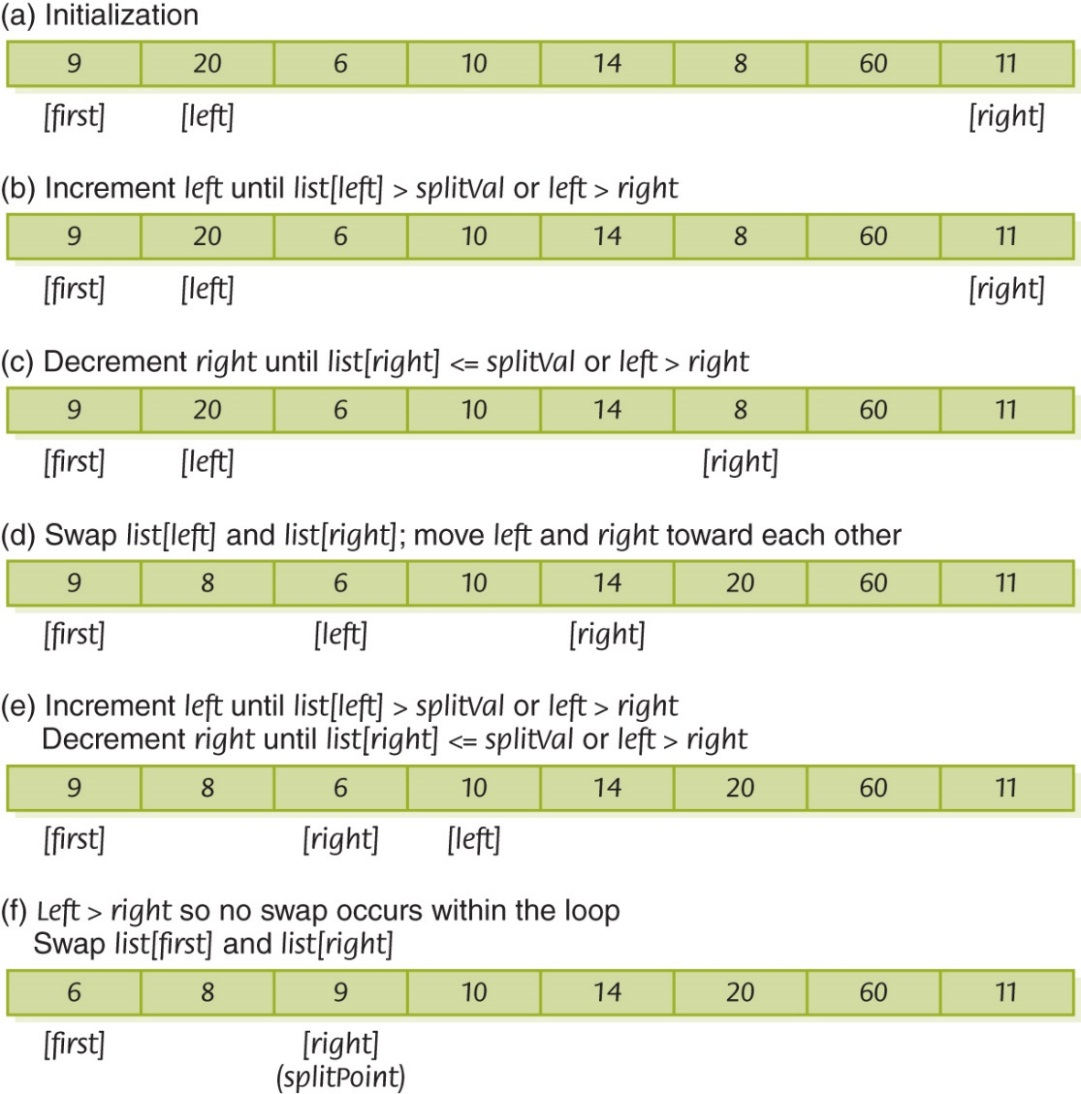 (a) Initialization
9 20 6 10 14 8 60 11
[first] [left] [right]
(b) Increment left until list[left] > splitVal or left > right
9 20 6 10 14 8 60 11
[first] [left] [right]
(c) Decrement right until list[right] <= splitVal or left > right
9 20 6 10 14 8 60 11
[first] [left] [right]
(d) Swap list[left] and list[right]; move left and right toward each other
9 8 6 10 14 20 60 11
[first] [left] [right]
(e) Increment left until list[left] > splitVal or left > right
Decrement right until list[right] <= splitVal or left > right
9 8 6 10 14 20 60 11
[first] [right] [left]
(f) Left > right so no swap occurs within the loop
Swap list[first] and list[right]
6 8 9 10 14 20 60 11
[first] [right]
(splitPoint)